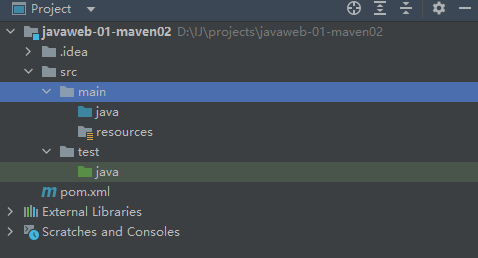 Project
javaweb-01-maven02 D:\IJ\projects\javaweb-01-maven02
.idea
src
main
java
resources
test
java
pom.xml
External Libraries
Scratches and Consoles